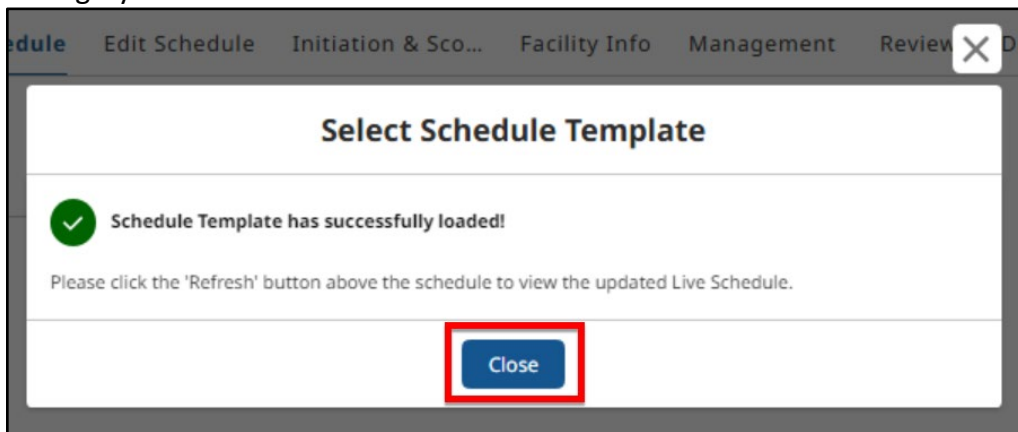 edule Edit Schedule Initiation & Sco... Facility Info Management Review D
Select Schedule Template
Schedule Template has successfully loaded!
Please click the 'Refresh' button above the schedule to view the updated Live Schedule.
Close